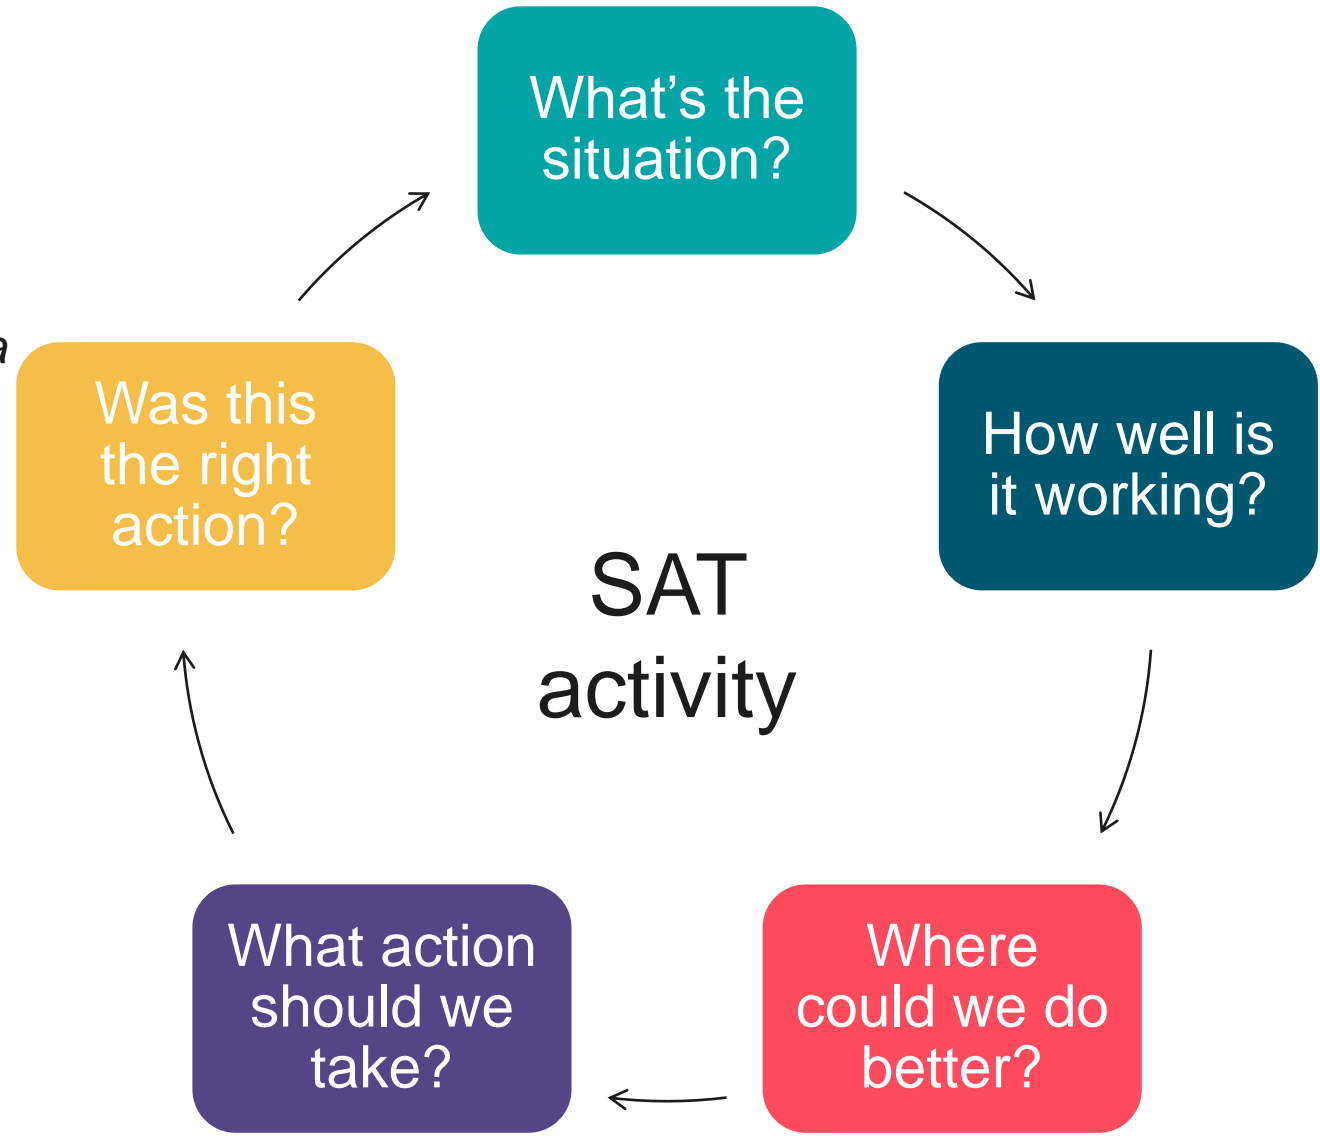 What's the
situation?
How well is
it working?
Where
could we do
better?
What action
should we
take?
Was this
the right
action?
SAT
activity
a